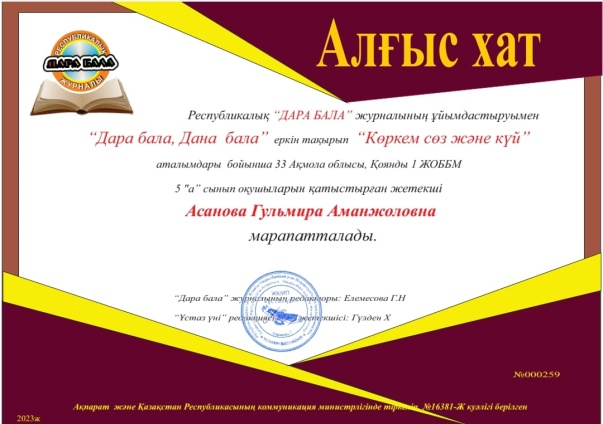 Алғыс хат
РЕСПУБЛИКАЛЫҚ
ДАРА БАЛА
ЖУРНАЛЫ
Республикалық “ДАРА БАЛА” журналының ұйымдастыруымен
“Дара бала, Дана бала” еркін тақырып “Көркем сөз және күй”
аталымдары бойынша 33 Ақмола облысы, Қоянды 1 ЖОББМ
5 "а” сынып оқушыларын қатыстырған жетекші
Асанова Гульмира Аманжоловна
марапатталады.
“Дара бала” журналының редакторы: Елемесова Г.Н
“Ұстаз үні” жетекшісі: Гүлден Х
№000259
Ақпарат және Қазақстан Республикасының коммуникация министрлігінде тіркеліп, №16381-Ж куәлігі берілген
2023ж